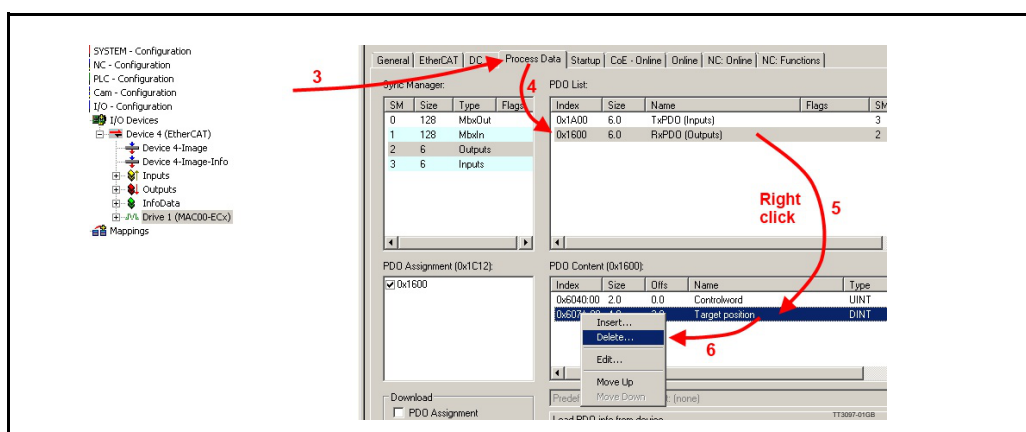 SYSTEM - Configuration
NC - Configuration
PLC - Configuration
Cam - Configuration
I/O - Configuration
I/O Devices
Device 4 (EtherCAT)
Device 4-Image
Device 4-Image-Info
Inputs
Outputs
InfoData
Drive 1 (MAC00-ECx)
Mappings
3
General EtherCAT DC Process Data Startup CoE - Online Online NC: Online NC: Functions
Sync Manager:
SM Size Type Flags
0 128 MbxOut
1 128 MbxIn
2 6 Outputs
3 6 Inputs
4
PDO List:
Index Size Name Flags SM
0x1A00 6.0 TxPDO (Inputs) 3
0x1600 6.0 RxPDO (Outputs) 2
Right
click
5
PDO Assignment (0x1C12):
0x1600
PDO Content (0x1600):
Index Size Offs Name Type
0x6040:00 2.0 0.0 Controlword UINT
Target position DINT
Insert...
Delete...
Edit...
Move Up
Move Down
6
Download
PDO Assignment
(none)
Load PDO info from device
TT3097-01GB